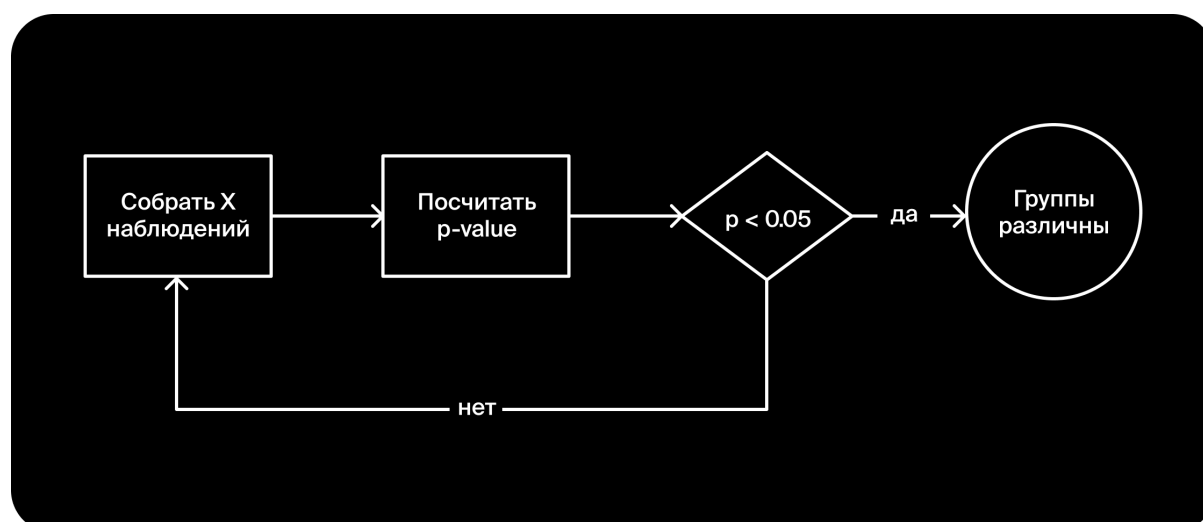 Собрать X
наблюдений
Посчитать
p-value
p < 0.05
да
Группы
различны
нет